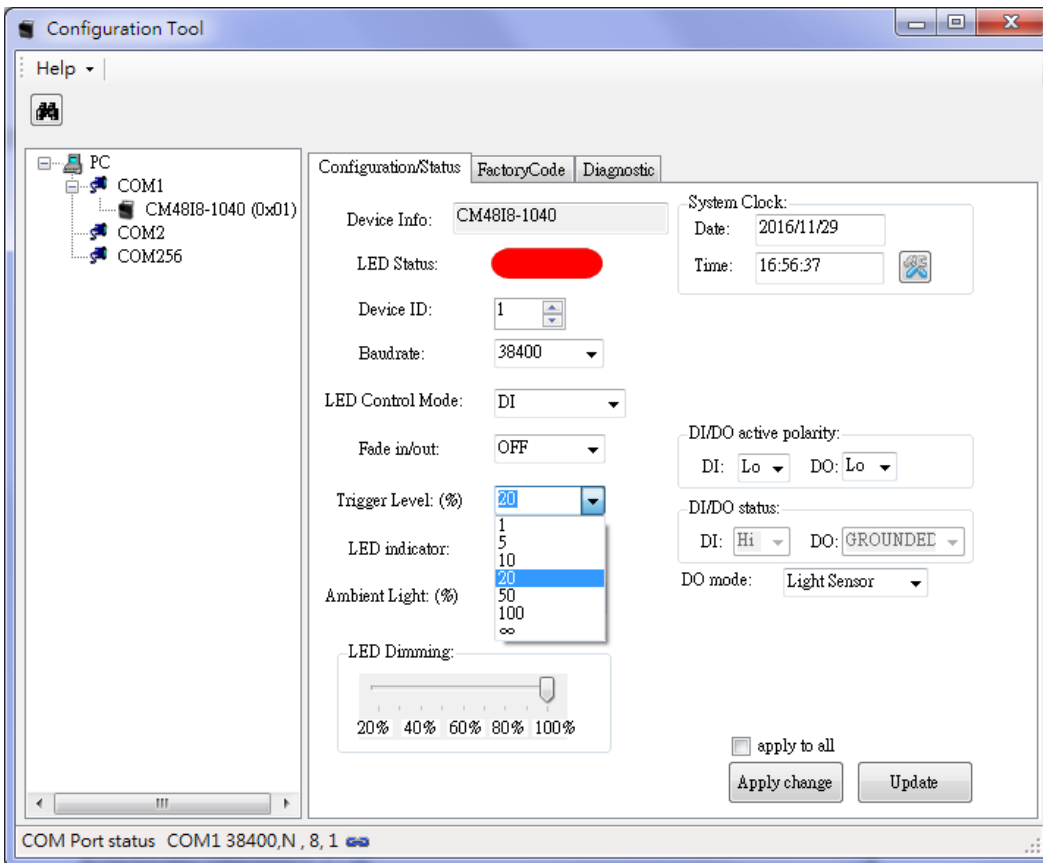 Configuration Tool
Help
PC
COM1
CM48I8-1040 (0x01)
COM2
COM256
Configuration/Status
FactoryCode
Diagnostic
Device Info: CM48I8-1040
LED Status:
Device ID: 1
Baudrate: 38400
LED Control Mode: DI
Fade in/out: OFF
Trigger Level: (%) 20
1
5
10
20
50
100
∞
LED indicator:
Ambient Light: (%)
LED Dimming:
20% 40% 60% 80% 100%
System Clock:
Date: 2016/11/29
Time: 16:56:37
DI/DO active polarity:
DI: Lo DO: Lo
DI/DO status:
DI: Hi DO: GROUNDED
DO mode: Light Sensor
apply to all
Apply change
Update
COM Port status COM1 38400,N , 8, 1